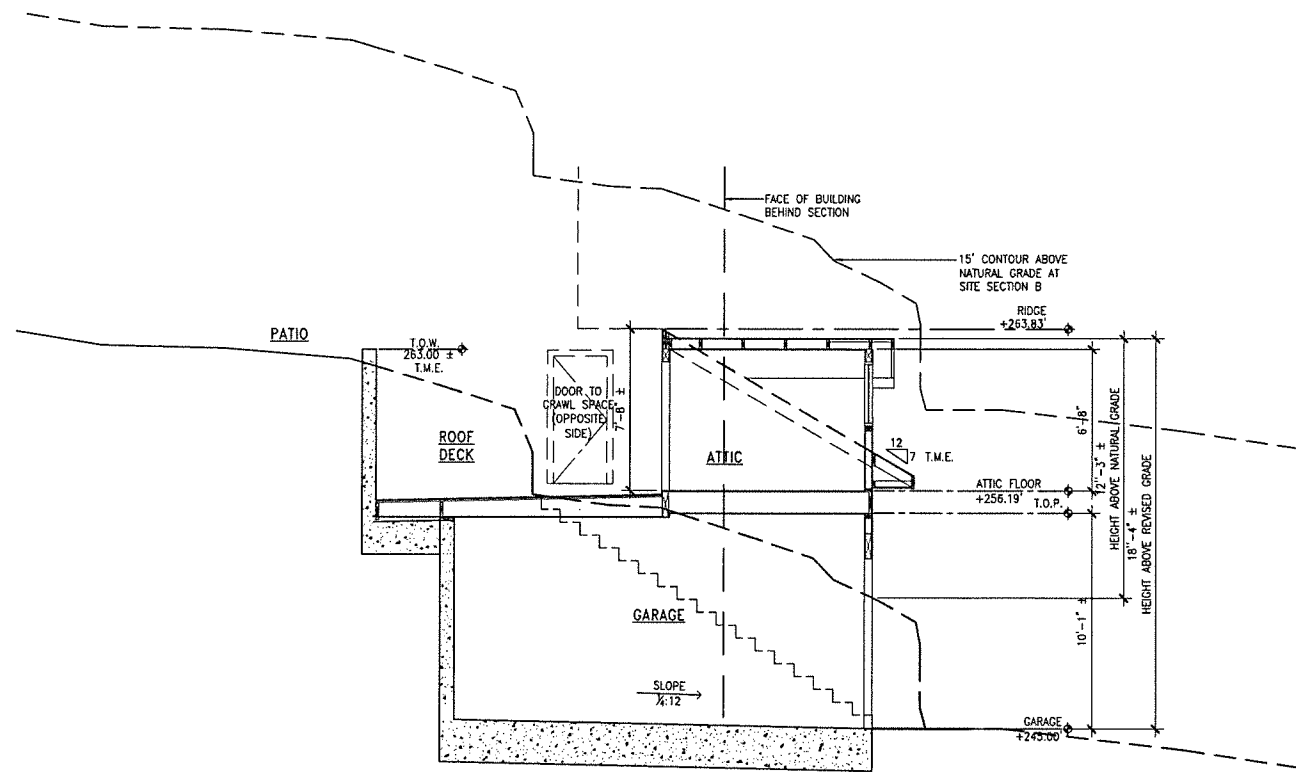 FACE OF BUILDING
BEHIND SECTION
15' CONTOUR ABOVE
NATURAL GRADE AT
SITE SECTION B
RIDGE
+263.83'
PATIO
T.O.W.
263.00 ±
T.M.E.
DOOR TO
CRAWL SPACE
(OPPOSITE
SIDE)
7'-8" ±
ROOF
DECK
ATTIC
12
7 T.M.E.
6'-8"
ATTIC FLOOR
+256.19'
T.O.P.
12'-3" ±
HEIGHT ABOVE NATURAL GRADE
18'-4" ±
HEIGHT ABOVE REVISED GRADE
GARAGE
10'-1" ±
SLOPE
¼:12
GARAGE
+245.00'